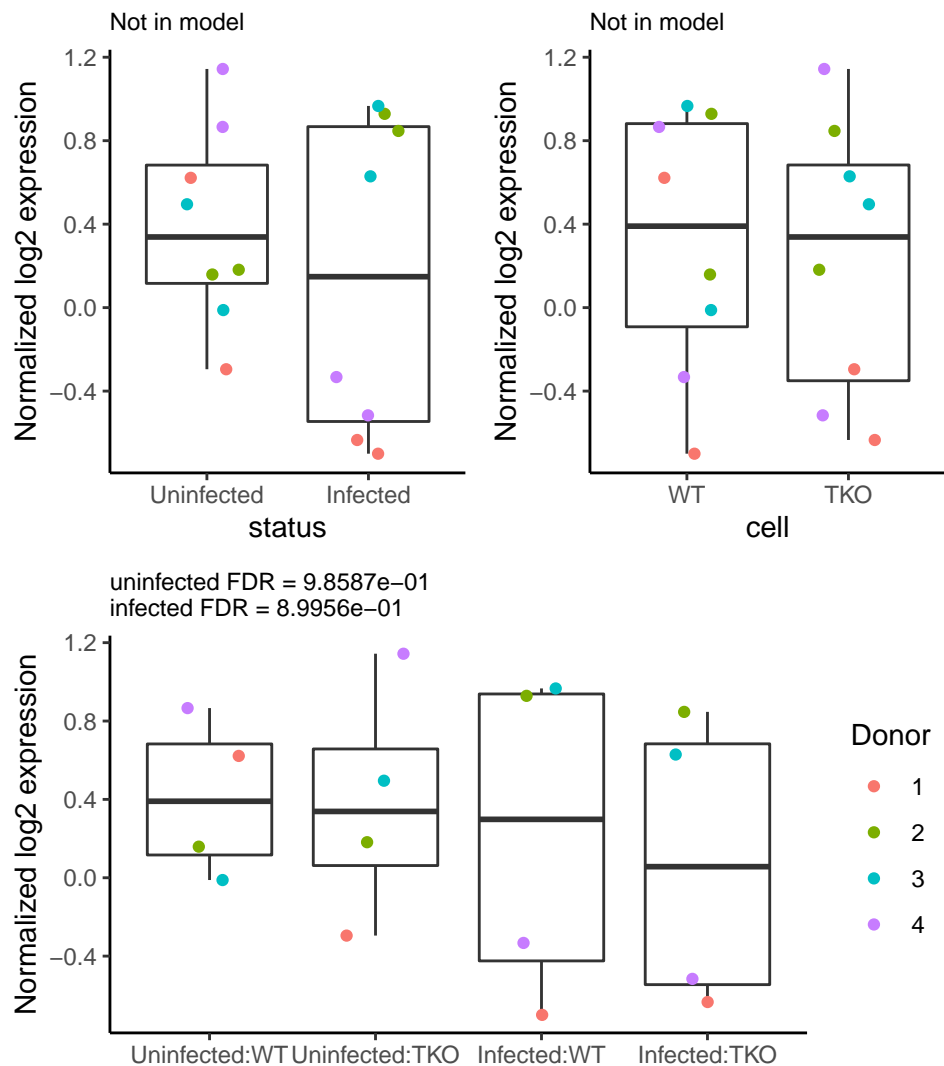 Not in model
Normalized log2 expression
1.2
0.8
0.4
0.0
−0.4
Uninfected
Infected
status
Not in model
Normalized log2 expression
1.2
0.8
0.4
0.0
−0.4
WT
TKO
cell
uninfected FDR = 9.8587e−01
infected FDR = 8.9956e−01
Normalized log2 expression
1.2
0.8
0.4
0.0
−0.4
Uninfected:WT
Uninfected:TKO
Infected:WT
Infected:TKO
Donor
1
2
3
4